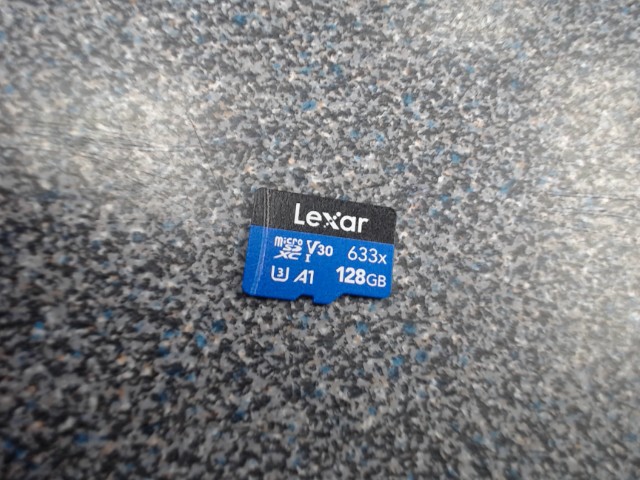 Lexar
micro SD XC I V30 633x
U3 A1 128GB